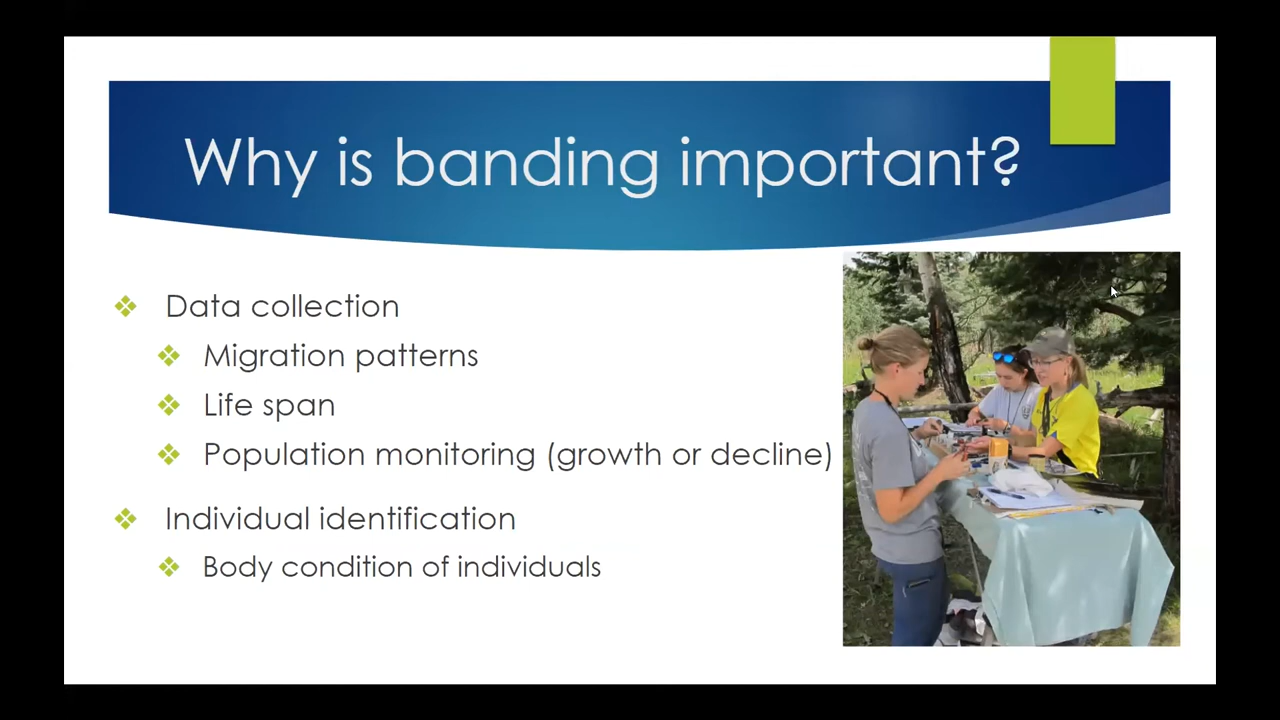 Why is banding important?
Data collection
Migration patterns
Life span
Population monitoring (growth or decline)
Individual identification
Body condition of individuals